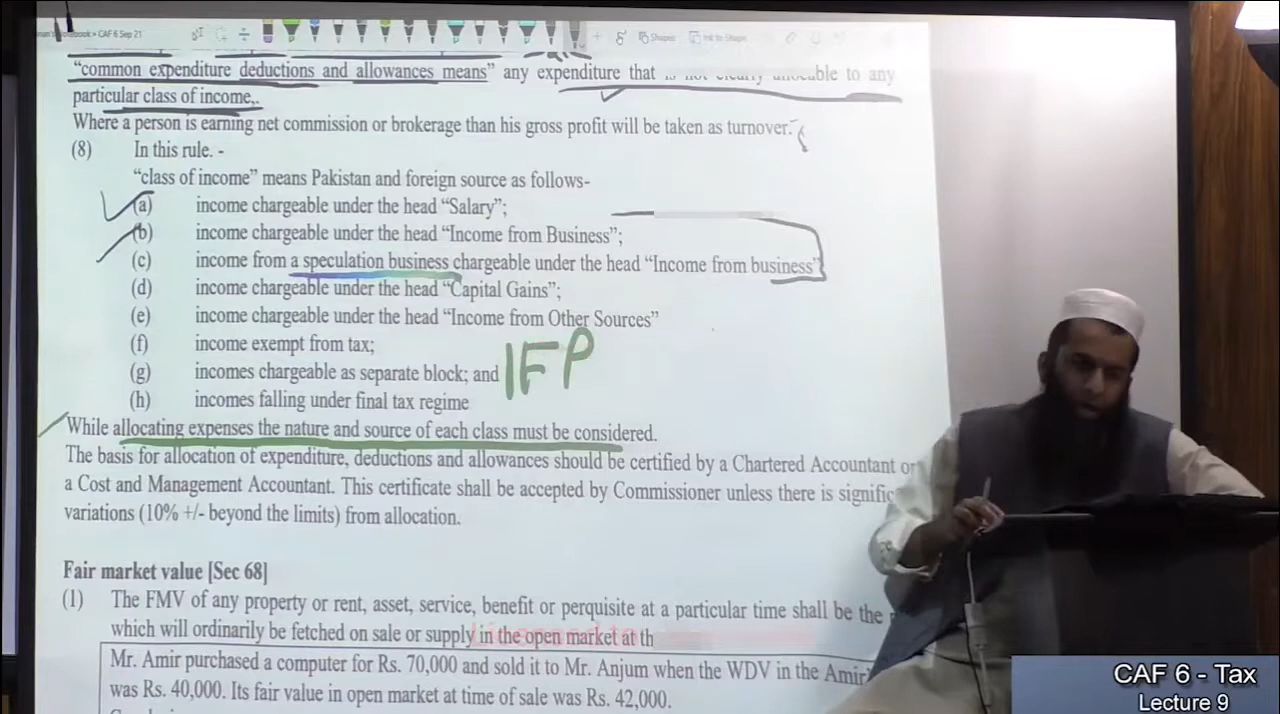 book > CAF 6 Sep 21
Ink to Shape
"common expenditure deductions and allowances means" any expenditure that to any
particular class of income,.
Where a person is earning net commission or brokerage than his gross profit will be taken as turnover.
(8) In this rule. -
"class of income" means Pakistan and foreign source as follows-
(a) income chargeable under the head "Salary";
(b) income chargeable under the head "Income from Business";
(c) income from a speculation business chargeable under the head "Income from business"
(d) income chargeable under the head "Capital Gains";
(e) income chargeable under the head "Income from Other Sources"
(f) income exempt from tax;
(g) incomes chargeable as separate block; and IFP
(h) incomes falling under final tax regime
While allocating expenses the nature and source of each class must be considered.
The basis for allocation of expenditure, deductions and allowances should be certified by a Chartered Accountant or
a Cost and Management Accountant. This certificate shall be accepted by Commissioner unless there is signific
variations (10% +/- beyond the limits) from allocation.
Fair market value [Sec 68]
(1) The FMV of any property or rent, asset, service, benefit or perquisite at a particular time shall be the
which will ordinarily be fetched on sale or supply in the open market at th
Mr. Amir purchased a computer for Rs. 70,000 and sold it to Mr. Anjum when the WDV in the Amir'
was Rs. 40,000. Its fair value in open market at time of sale was Rs. 42,000.
CAF 6 - Tax
Lecture 9